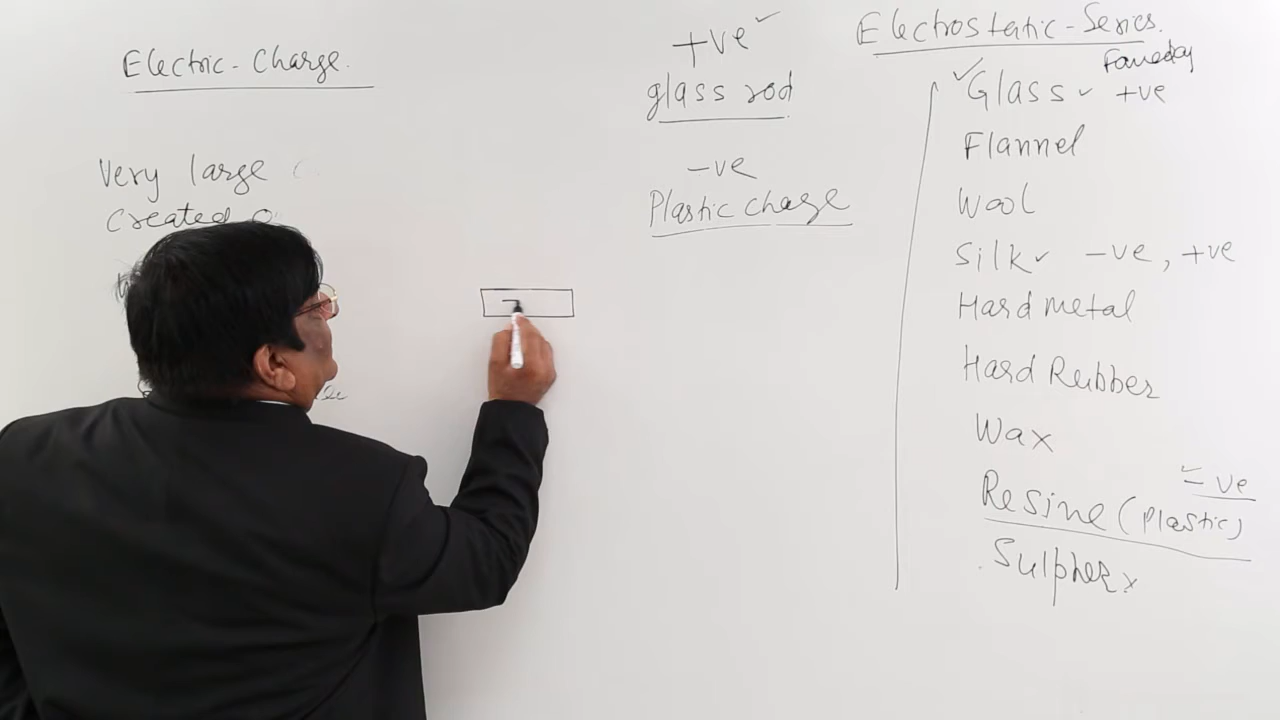 Electric - Charge.
Very large
Created
+ve ✓
glass rod
-ve
Plastic charge
Electrostatic - Series.
✓ Glass ✓ +ve
Flannel
Wool
Silk ✓ -ve, +ve
Hard metal
Hard Rubber
Wax
✓ -ve
Resine (Plastic)
Sulpher x